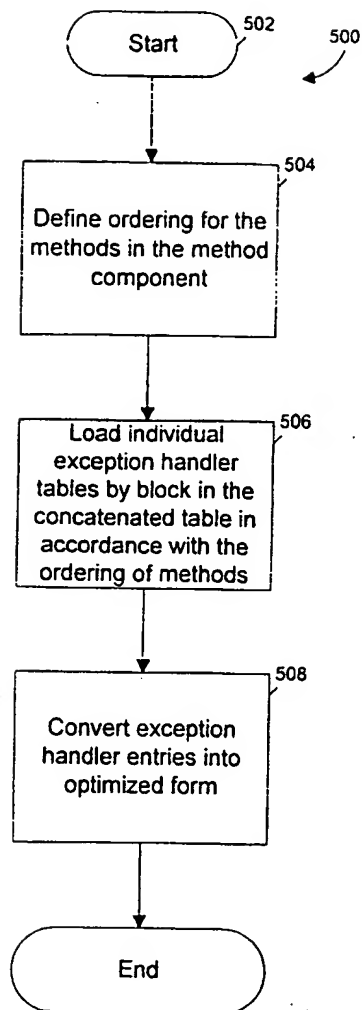 Start
502
500
504
Define ordering for the
methods in the method
component
506
Load individual
exception handler
tables by block in the
concatenated table in
accordance with the
ordering of methods
508
Convert exception
handler entries into
optimized form
End